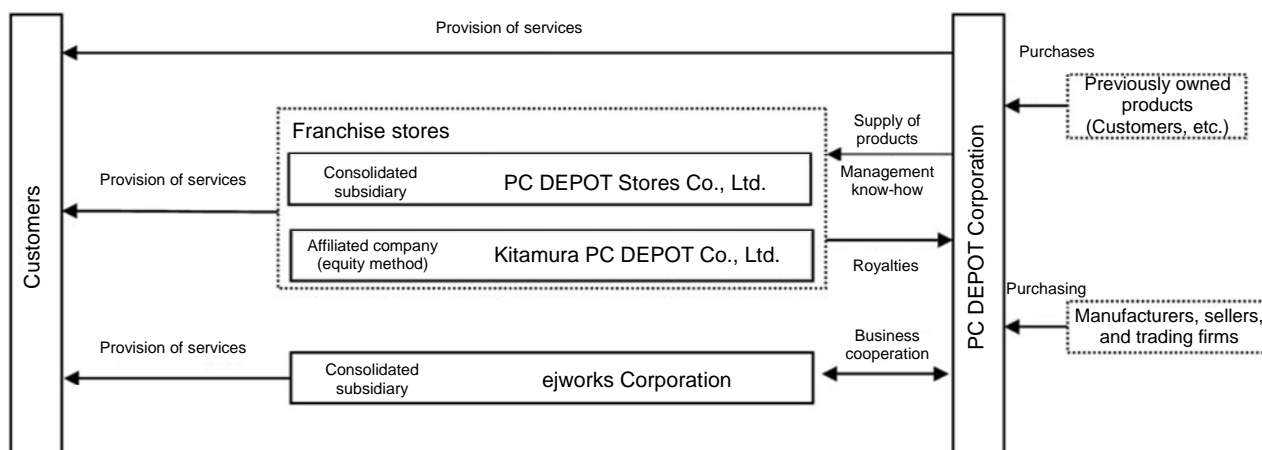 Provision of services
Purchases
Previously owned
products
(Customers, etc.)
Franchise stores
Supply of
products
Consolidated
subsidiary
PC DEPOT Stores Co., Ltd.
Provision of services
Management
know-how
Customers
Affiliated company
(equity method)
Kitamura PC DEPOT Co., Ltd.
Royalties
PC DEPOT Corporation
Purchasing
Manufacturers, sellers,
and trading firms
Provision of services
Business
cooperation
Consolidated
subsidiary
ejworks Corporation